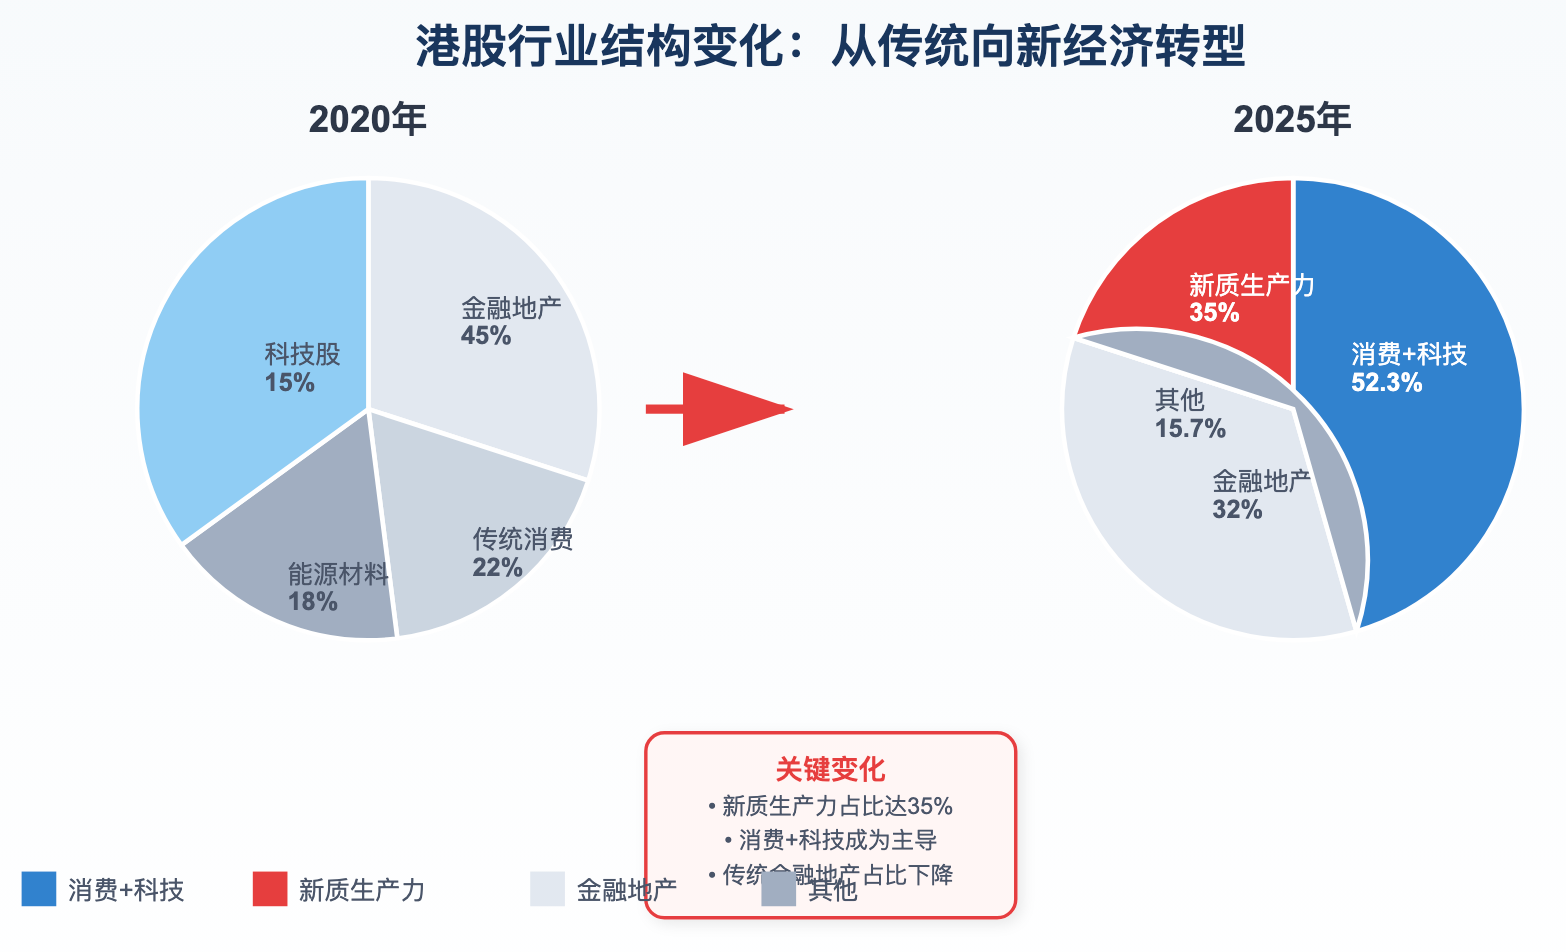 港股行业结构变化：从传统向新经济转型
2020年
2025年
金融地产
45%
科技股
15%
传统消费
22%
能源材料
18%
新质生产力
35%
消费+科技
52.3%
其他
15.7%
金融地产
32%
关键变化
• 新质生产力占比达35%
• 消费+科技成为主导
• 传统金融地产占比下降
消费+科技
新质生产力
金融地产
其他